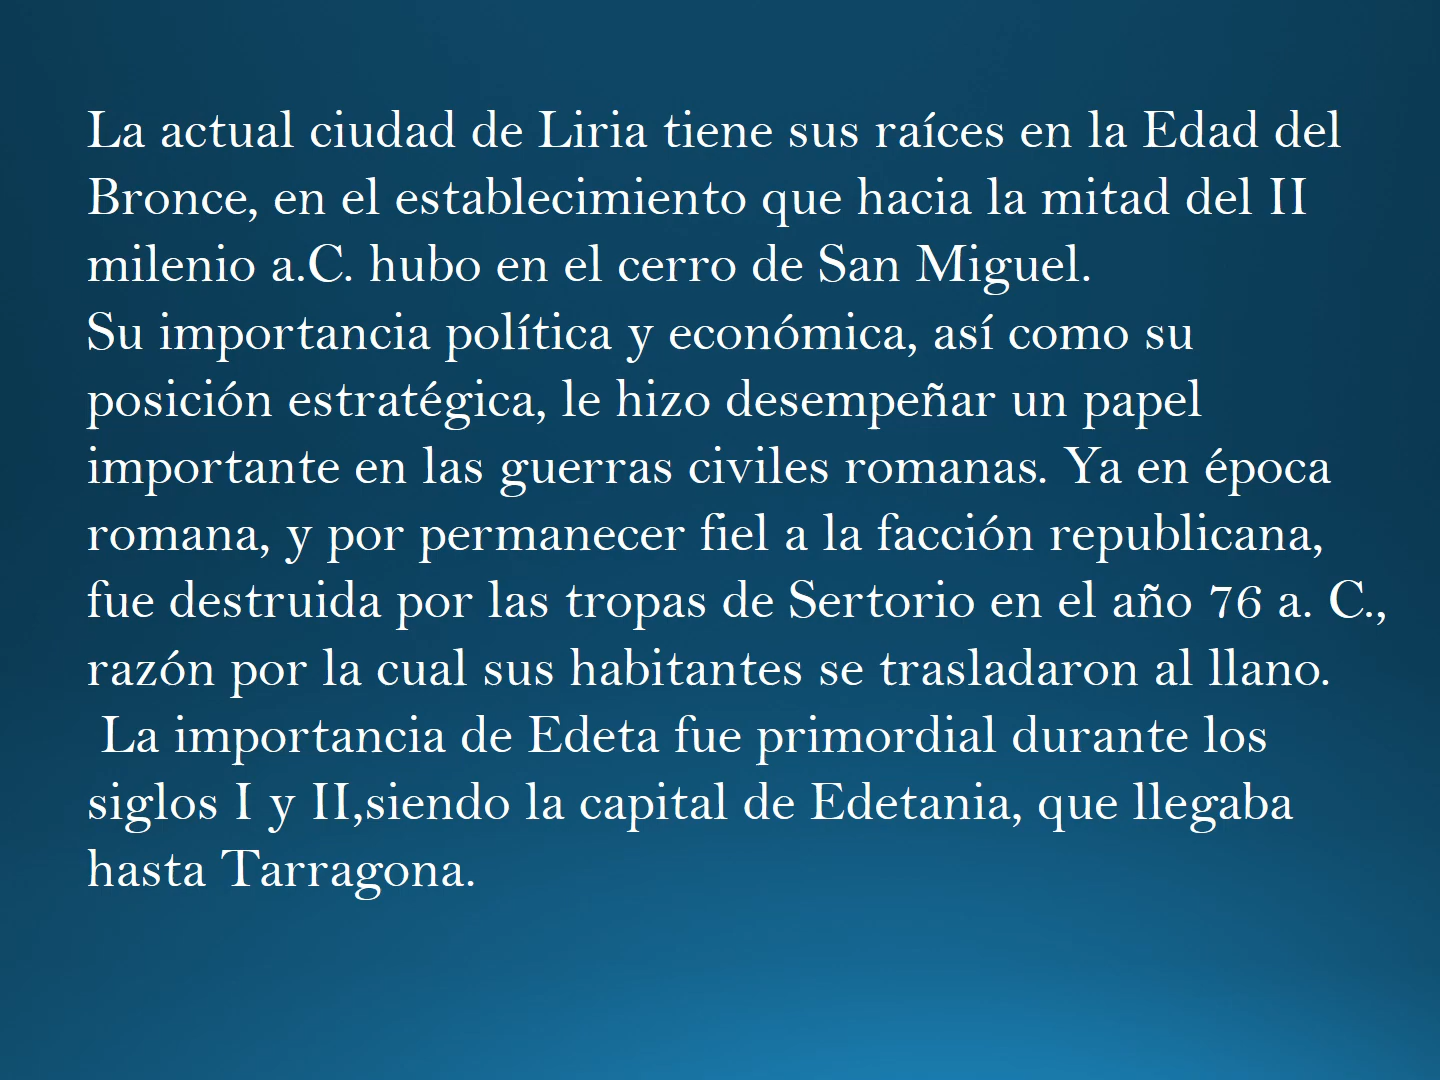 La actual ciudad de Liria tiene sus raíces en la Edad del
Bronce, en el establecimiento que hacia la mitad del II
milenio a.C. hubo en el cerro de San Miguel.
Su importancia política y económica, así como su
posición estratégica, le hizo desempeñar un papel
importante en las guerras civiles romanas. Ya en época
romana, y por permanecer fiel a la facción republicana,
fue destruida por las tropas de Sertorio en el año 76 a. C.,
razón por la cual sus habitantes se trasladaron al llano.
La importancia de Edeta fue primordial durante los
siglos I y II,siendo la capital de Edetania, que llegaba
hasta Tarragona.